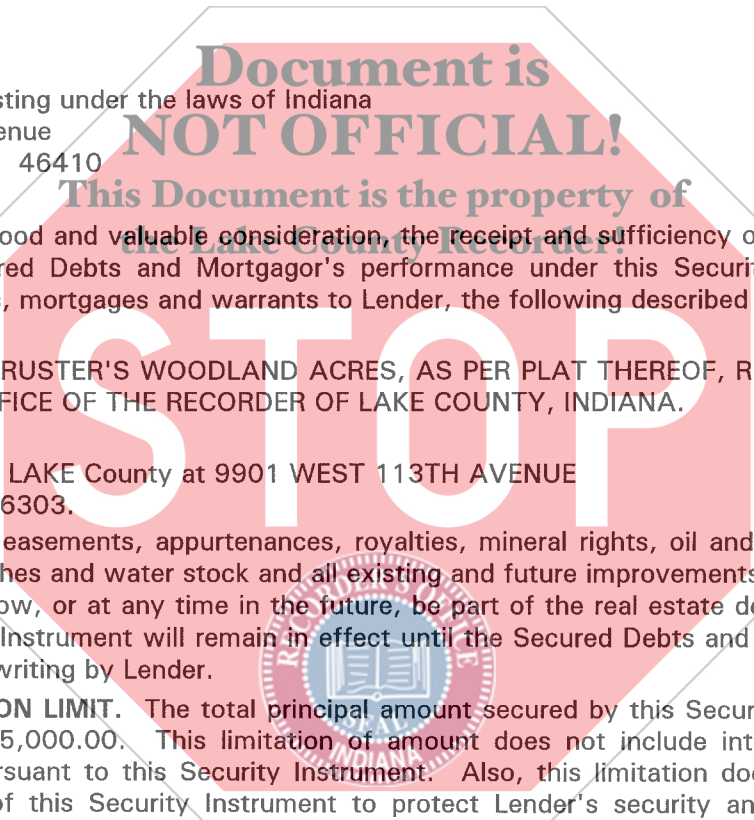 Document is
sting under the laws of Indiana
enue
NOT OFFICIAL!
46410
This Document is the property of
the Lake County Recorder!
ood and valuable consideration, the receipt and sufficiency o
red Debts and Mortgagor's performance under this Securi
, mortgages and warrants to Lender, the following described
STOP
RUSTER'S WOODLAND ACRES, AS PER PLAT THEREOF, R
FICE OF THE RECORDER OF LAKE COUNTY, INDIANA.
LAKE County at 9901 WEST 113TH AVENUE
6303.
easements, appurtenances, royalties, mineral rights, oil and
hes and water stock and all existing and future improvements
ow, or at any time in the future, be part of the real estate de
Instrument will remain in effect until the Secured Debts and
writing by Lender.
RECORDER'S OFFICE
SEAL
INDIANA
ON LIMIT. The total principal amount secured by this Secur
5,000.00. This limitation of amount does not include int
rsuant to this Security Instrument. Also, this limitation doe
of this Security Instrument to protect Lender's security an